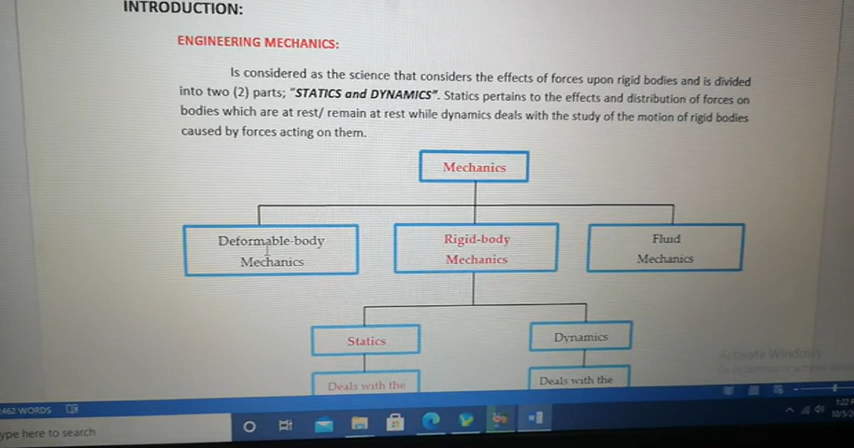 INTRODUCTION:
ENGINEERING MECHANICS:
Is considered as the science that considers the effects of forces upon rigid bodies and is divided
into two (2) parts; "STATICS and DYNAMICS". Statics pertains to the effects and distribution of forces on
bodies which are at rest/ remain at rest while dynamics deals with the study of the motion of rigid bodies
caused by forces acting on them.
Mechanics
Deformable-body
Mechanics
Rigid-body
Mechanics
Fluid
Mechanics
Statics
Dynamics
Deals with the
Deals with the
Activate Windows
462 WORDS
ype here to search